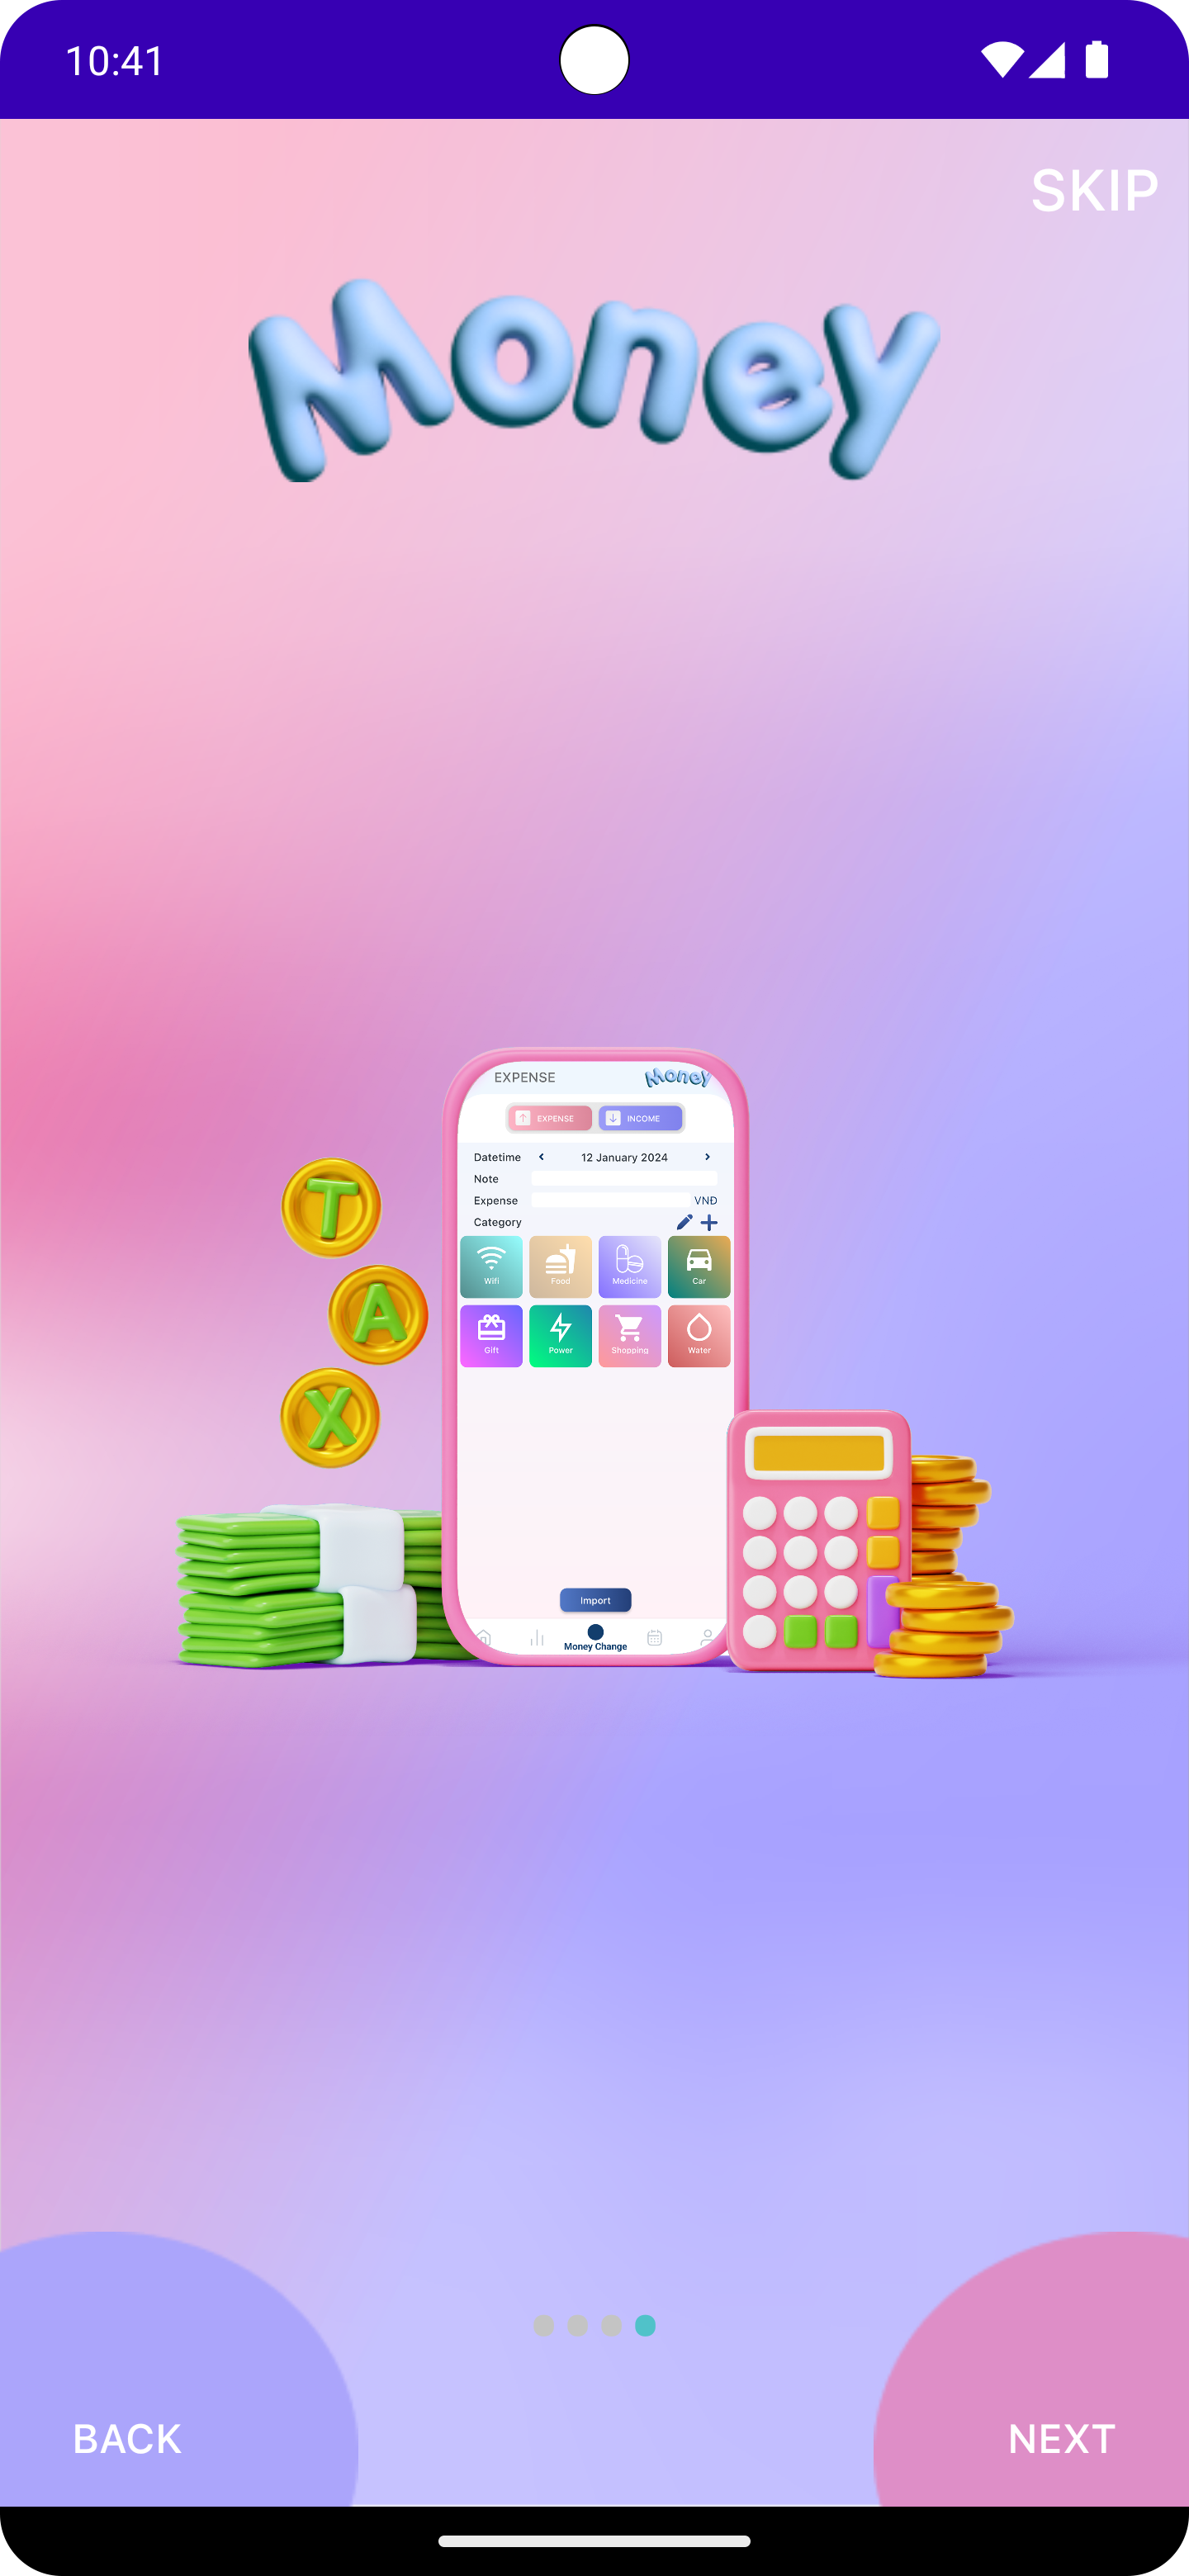 10:41
SKIP
Money
EXPENSE Money
EXPENSE INCOME
Datetime 12 January 2024
Note
Expense VNĐ
Category
Wifi Food Medicine Car
Gift Power Shopping Water
T
A
X
Import
Money Change
BACK NEXT